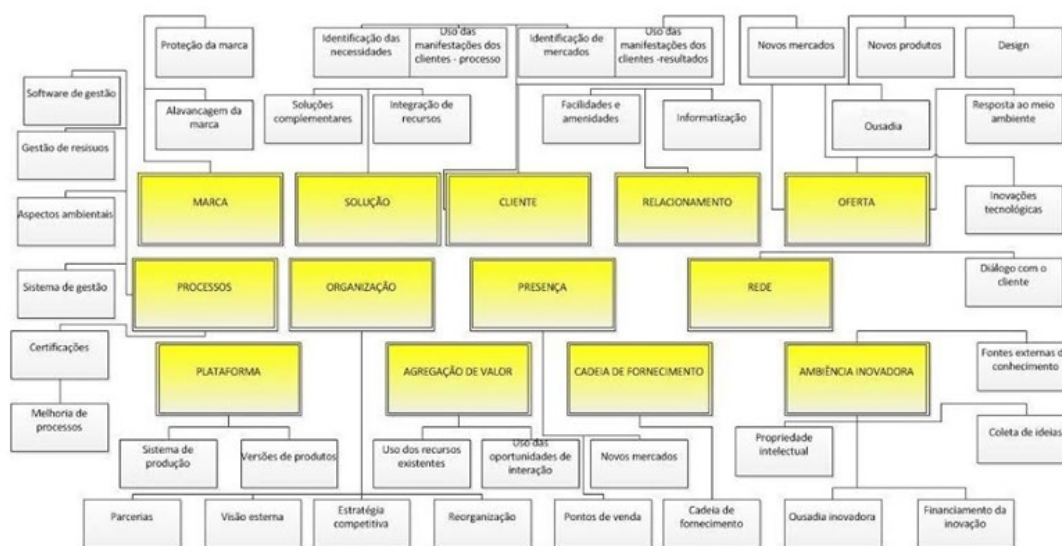 Proteção da marca
Identificação das
necessidades
Uso das
manifestações dos
clientes - processo
Identificação de
mercados
Uso das
manifestações dos
clientes -resultados
Novos mercados
Novos produtos
Design
Software de gestão
Alavancagem da
marca
Soluções
complementares
Integração de
recursos
Facilidades e
amenidades
Informatização
Ousadia
Resposta ao meio
ambiente
Gestão de resisuos
MARCA
SOLUÇÃO
CLIENTE
RELACIONAMENTO
OFERTA
Aspectos ambientais
Inovações
tecnológicas
Sistema de gestão
PROCESSOS
ORGANIZAÇÃO
PRESENÇA
REDE
Diálogo com o
cliente
Certificações
PLATAFORMA
AGREGAÇÃO DE VALOR
CADEIA DE FORNECIMENTO
AMBIÊNCIA INOVADORA
Fontes externas de
conhecimento
Melhoria de
processos
Sistema de
produção
Versões de produtos
Uso dos recursos
existentes
Uso das
oportunidades de
interação
Novos mercados
Propriedade
intelectual
Coleta de ideias
Parcerias
Visão esterna
Estratégia
competitiva
Reorganização
Pontos de venda
Cadeia de
fornecimento
Ousadia inovadora
Financiamento da
inovação